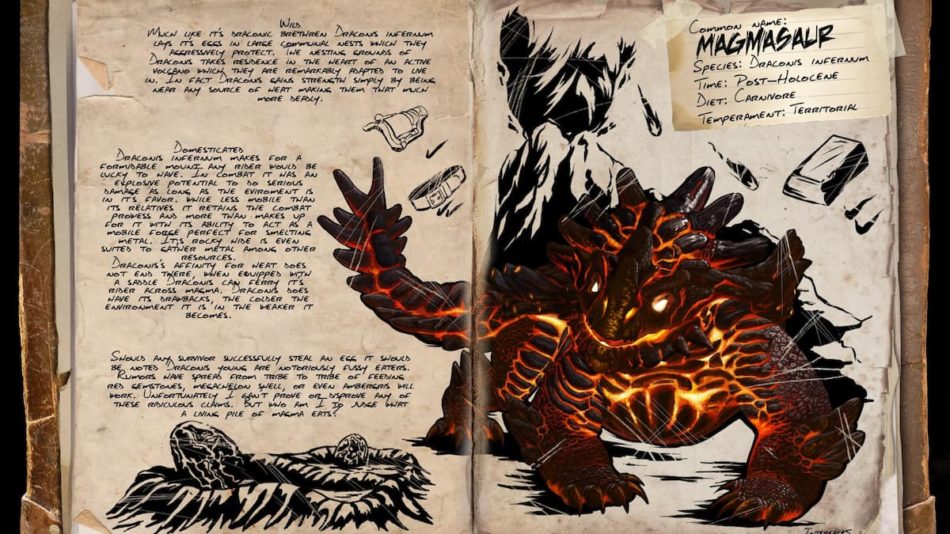 Wild
Much like it's draconic brethren Draconis infernum
lays it's eggs in large communal nests which they
aggressively protect. The nesting grounds of
Draconis takes residence in the heart of an active
volcano which they are remarkably adapted to live
in. In fact Draconis gains strength simply by being
near any source of heat making them that much
more deadly.
Domesticated
Draconis infernum makes for a
formidable mount any rider would be
lucky to have. In combat it has an
explosive potential to do serious
damage as long as the enviroment is
in it's favor. While less mobile than
its relatives it retains the combat
prowess and more than makes up
for it with its ability to act as a
mobile forge perfect for smelting
metal. It's rocky hide is even
suited to gather metal among other
resources.
Draconis's affinity for heat does
not end there, when equipped with
a saddle Draconis can ferry it's
rider across magma. Draconis does
have its drawbacks, the colder the
environment it is in the weaker it
becomes.
Should any survivor successfully steal an egg it should
be noted Draconis young are notoriously fussy eaters.
Rumors have spread from tribe to tribe of feeding
red gemstones, megachelon shell, or even ambergris will
work. Unfortunately I can't prove or disprove any of
these ridiculous claims. But who am I to judge what
a living pile of magma eats?
Common name:
MAGMASAUR
Species: Draconis infernum
Time: Post-Holocene
Diet: Carnivore
Temperament: Territorial